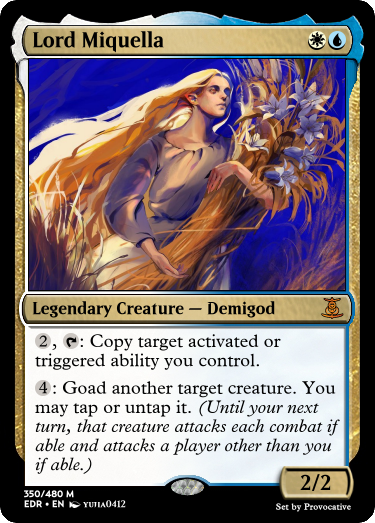 Lord Miquella
Legendary Creature — Demigod
2, T: Copy target activated or
triggered ability you control.
4: Goad another target creature. You
may tap or untap it. (Until your next
turn, that creature attacks each combat if
able and attacks a player other than you
if able.)
2/2
350/480 M
EDR • EN YUHA0412
Set by Provocative